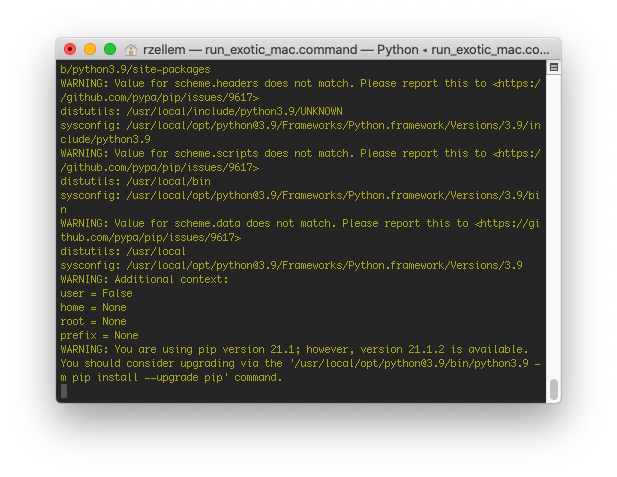 rzellem — run_exotic_mac.command — Python ◂ run_exotic_mac.co...
b/python3.9/site-packages
WARNING: Value for scheme.headers does not match. Please report this to <https:/
/github.com/pypa/pip/issues/9617>
distutils: /usr/local/include/python3.9/UNKNOWN
sysconfig: /usr/local/opt/python@3.9/Frameworks/Python.framework/Versions/3.9/in
clude/python3.9
WARNING: Value for scheme.scripts does not match. Please report this to <https:/
/github.com/pypa/pip/issues/9617>
distutils: /usr/local/bin
sysconfig: /usr/local/opt/python@3.9/Frameworks/Python.framework/Versions/3.9/bi
n
WARNING: Value for scheme.data does not match. Please report this to <https://gi
thub.com/pypa/pip/issues/9617>
distutils: /usr/local
sysconfig: /usr/local/opt/python@3.9/Frameworks/Python.framework/Versions/3.9
WARNING: Additional context:
user = False
home = None
root = None
prefix = None
WARNING: You are using pip version 21.1; however, version 21.1.2 is available.
You should consider upgrading via the '/usr/local/opt/python@3.9/bin/python3.9 -
m pip install --upgrade pip' command.